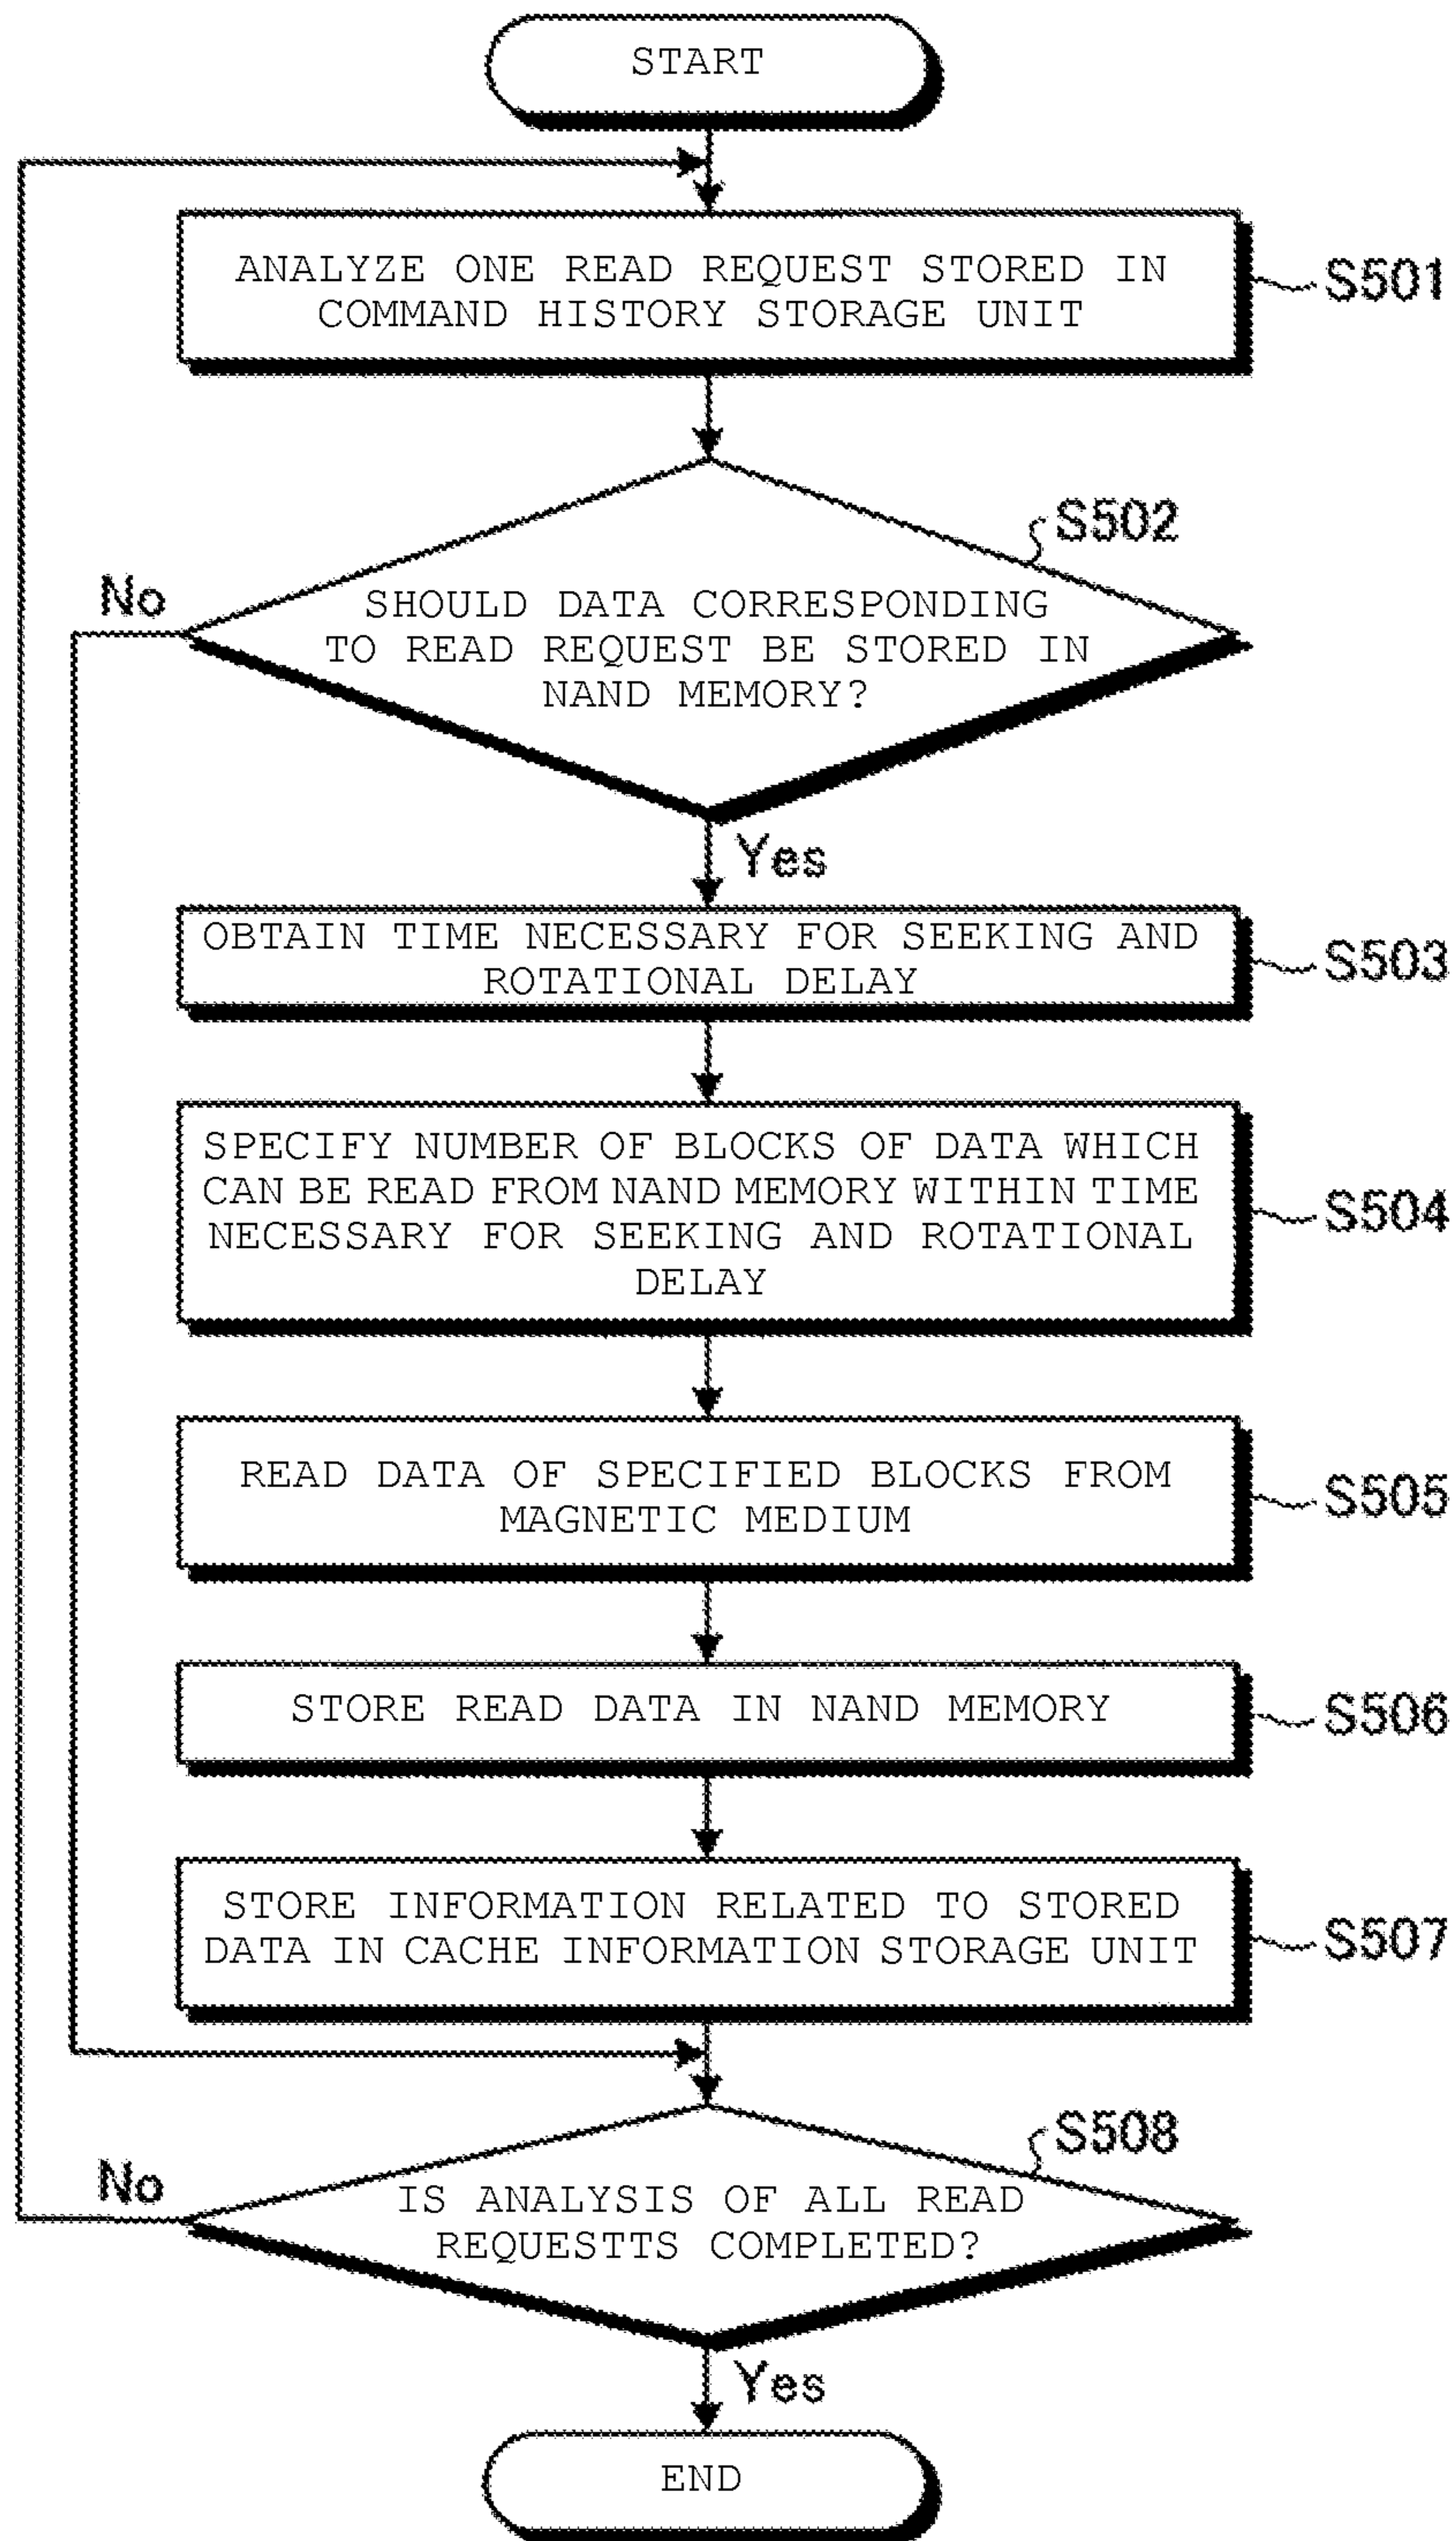 START
ANALYZE ONE READ REQUEST STORED IN
COMMAND HISTORY STORAGE UNIT
S501
S502
No
SHOULD DATA CORRESPONDING
TO READ REQUEST BE STORED IN
NAND MEMORY?
Yes
OBTAIN TIME NECESSARY FOR SEEKING AND
ROTATIONAL DELAY
S503
SPECIFY NUMBER OF BLOCKS OF DATA WHICH
CAN BE READ FROM NAND MEMORY WITHIN TIME
NECESSARY FOR SEEKING AND ROTATIONAL
DELAY
S504
READ DATA OF SPECIFIED BLOCKS FROM
MAGNETIC MEDIUM
S505
STORE READ DATA IN NAND MEMORY
S506
STORE INFORMATION RELATED TO STORED
DATA IN CACHE INFORMATION STORAGE UNIT
S507
S508
No
IS ANALYSIS OF ALL READ
REQUESTTS COMPLETED?
Yes
END